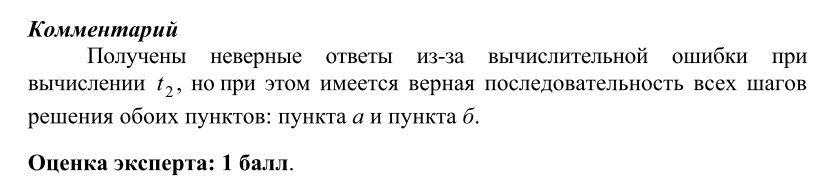 Комментарий
Получены неверные ответы из-за вычислительной ошибки при
вычислении t₂, но при этом имеется верная последовательность всех шагов
решения обоих пунктов: пункта а и пункта б.
Оценка эксперта: 1 балл.